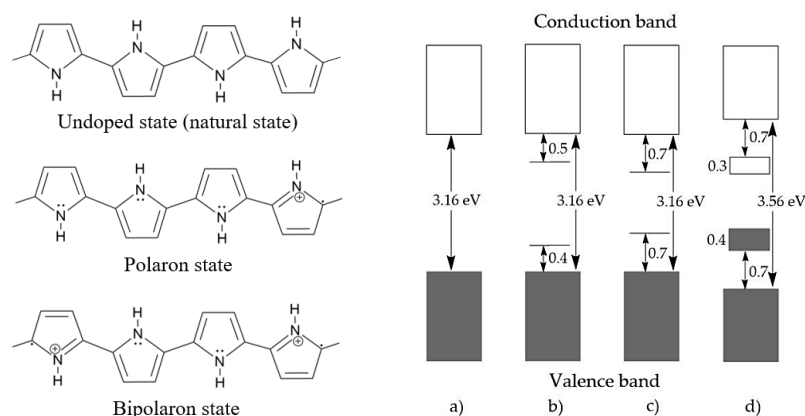 H
N
N
H
H
N
N
H
Undoped state (natural state)
H
N
N
H
N
H
H
N
⊕
Polaron state
H
N
⊕
N
H
N
H
H
N
⊕
Bipolaron state
Conduction band
3.16 eV
0.5
3.16 eV
0.4
0.7
3.16 eV
0.7
0.7
0.3
3.56 eV
0.4
0.7
Valence band
a) b) c) d)